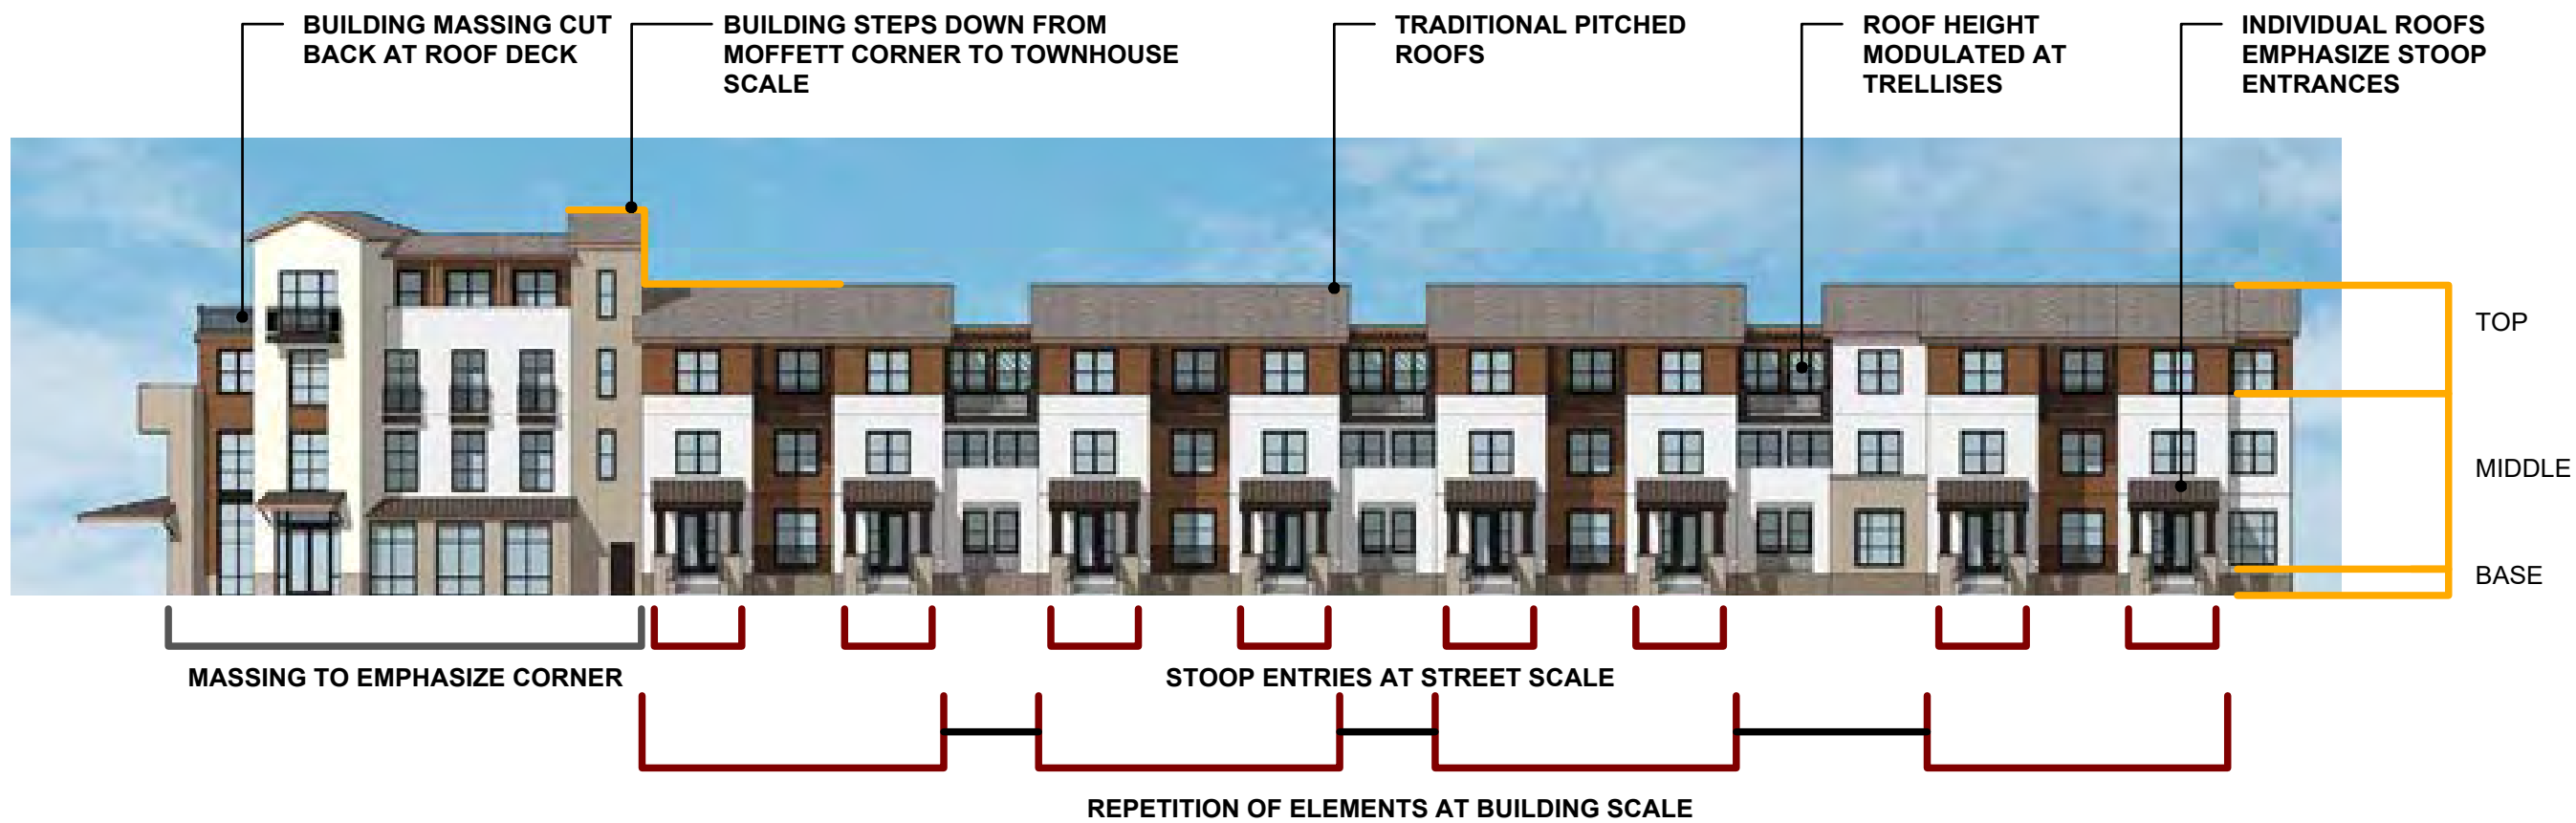 BUILDING MASSING CUT
BACK AT ROOF DECK
BUILDING STEPS DOWN FROM
MOFFETT CORNER TO TOWNHOUSE
SCALE
TRADITIONAL PITCHED
ROOFS
ROOF HEIGHT
MODULATED AT
TRELLISES
INDIVIDUAL ROOFS
EMPHASIZE STOOP
ENTRANCES
TOP
MIDDLE
BASE
MASSING TO EMPHASIZE CORNER
STOOP ENTRIES AT STREET SCALE
REPETITION OF ELEMENTS AT BUILDING SCALE